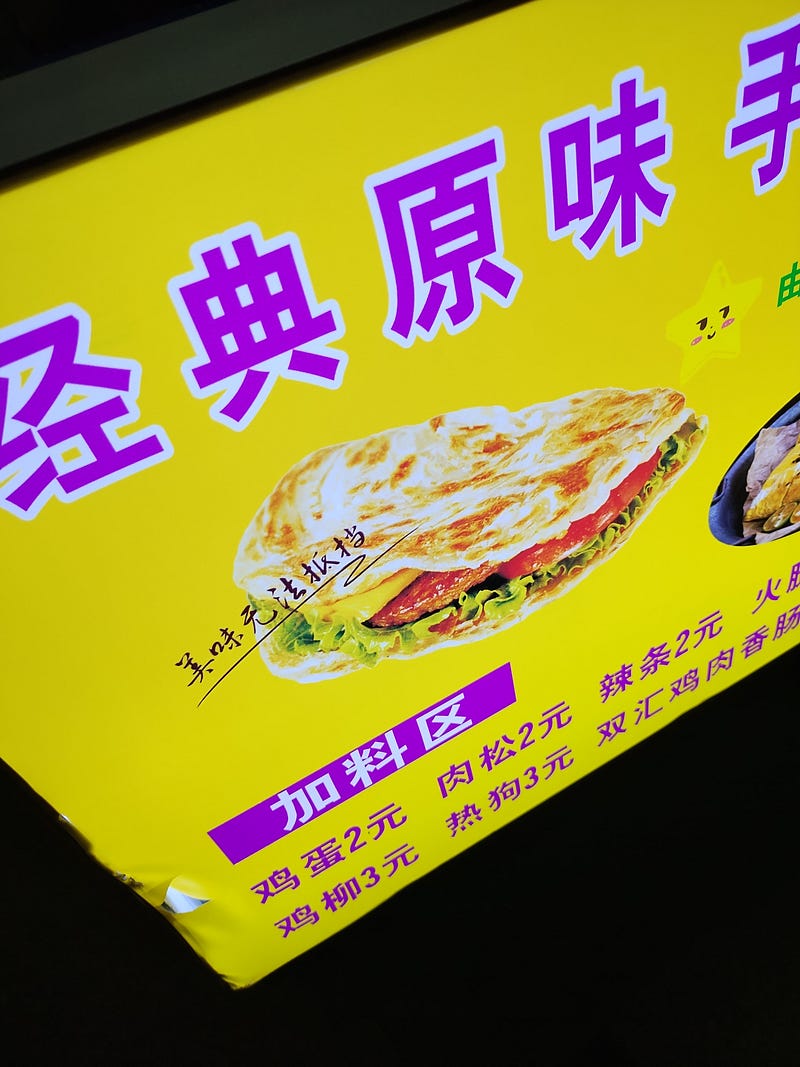 经典原味手
美味无法抵挡
加料区
鸡蛋2元 肉松2元 辣条2元 火腿
鸡柳3元 热狗3元 双汇鸡肉香肠